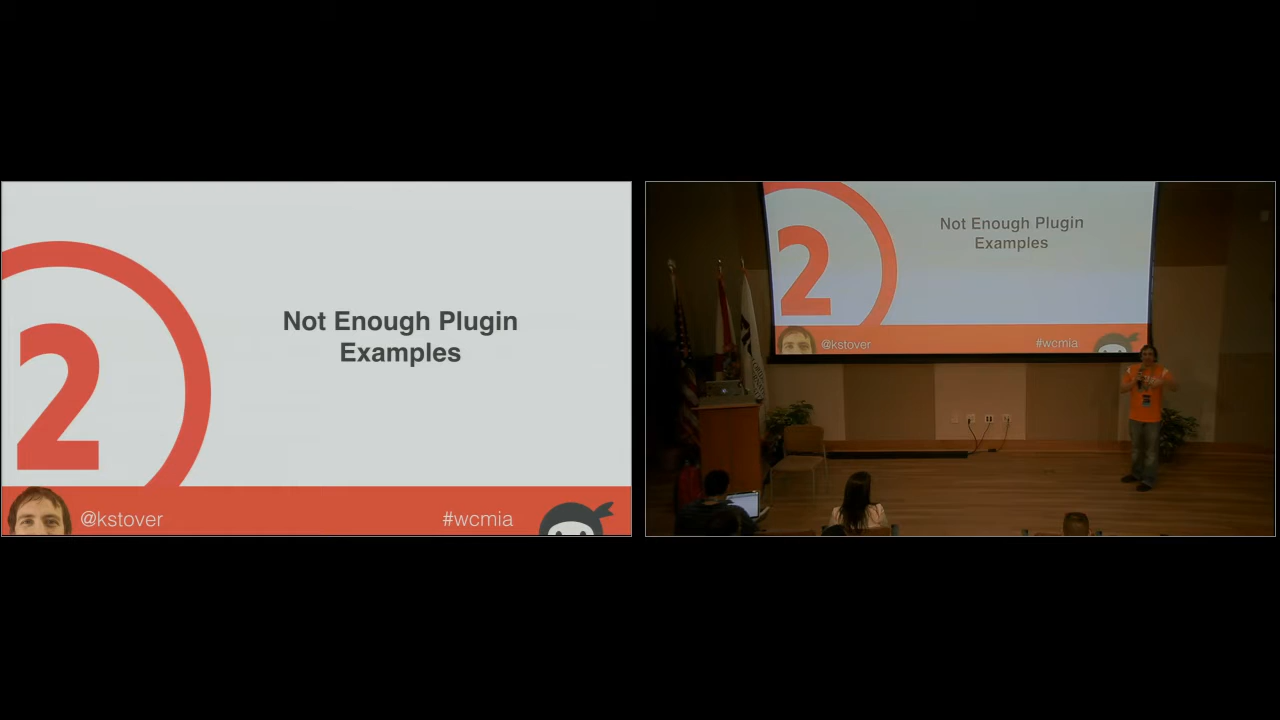 2
Not Enough Plugin
Examples
@kstover
#wcmia
2
Not Enough Plugin
Examples
@kstover
#wcmia